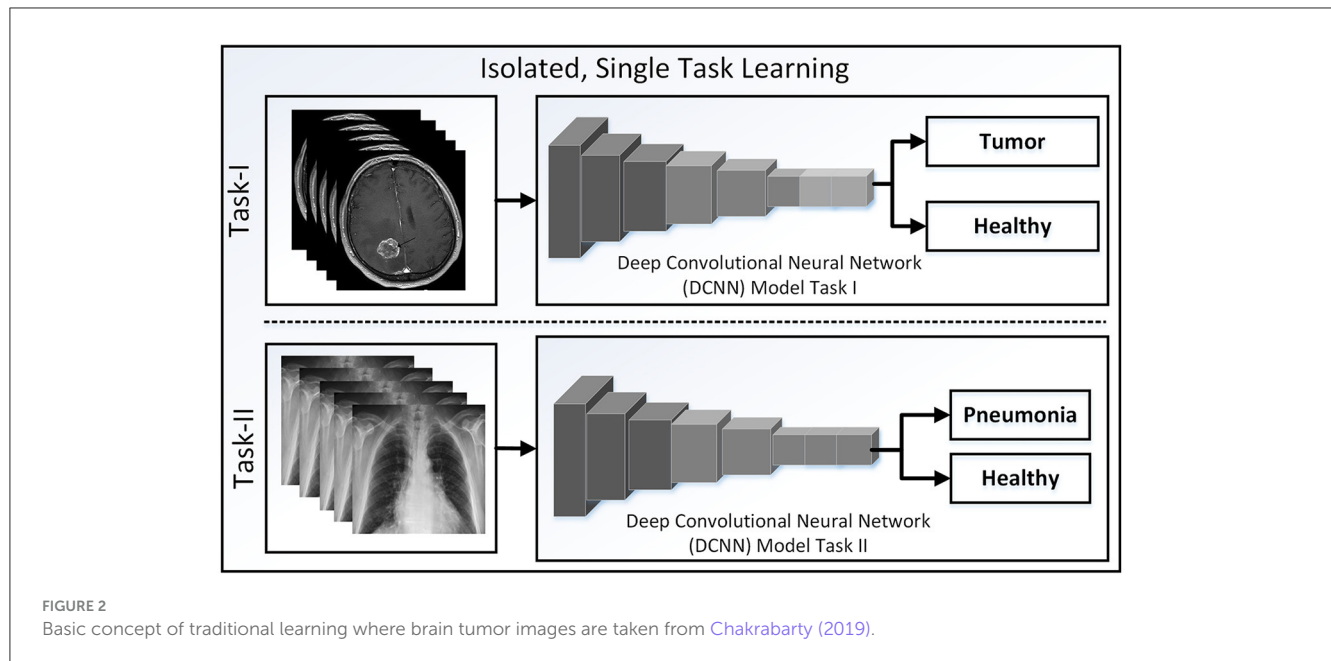 Isolated, Single Task Learning
Task-I
Tumor
Healthy
Deep Convolutional Neural Network
(DCNN) Model Task I
Task-II
Pneumonia
Healthy
Deep Convolutional Neural Network
(DCNN) Model Task II
FIGURE 2
Basic concept of traditional learning where brain tumor images are taken from Chakrabarty (2019).